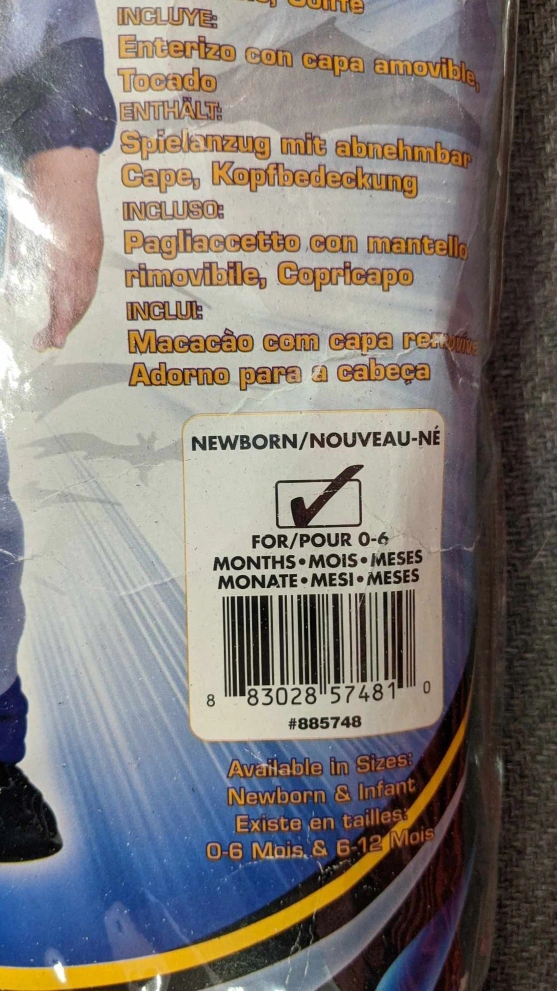 INCLUYE:
Enterizo con capa amovible,
Tocado
ENTHÄLT:
Spielanzug mit abnehmbar
Cape, Kopfbedeckung
INCLUSO:
Pagliaccetto con mantello
rimovibile, Copricapo
INCLUI:
Macacào com capa
Adorno para a cabeça
NEWBORN/NOUVEAU-NÉ
FOR/POUR 0-6
MONTHS•MOiS•MESES
MONATE•MESI•MESES
8 83028 57481 0
#885748
Available in Sizes:
Newborn & Infant
Existe en tailles:
0-6 Mois & 6-12 Mois